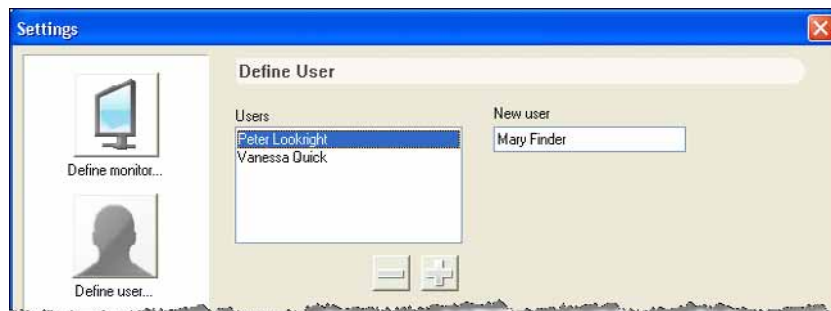 Settings
Define User
Users
New user
Peter Lookright
Mary Finder
Vanessa Quick
Define monitor...
Define user...